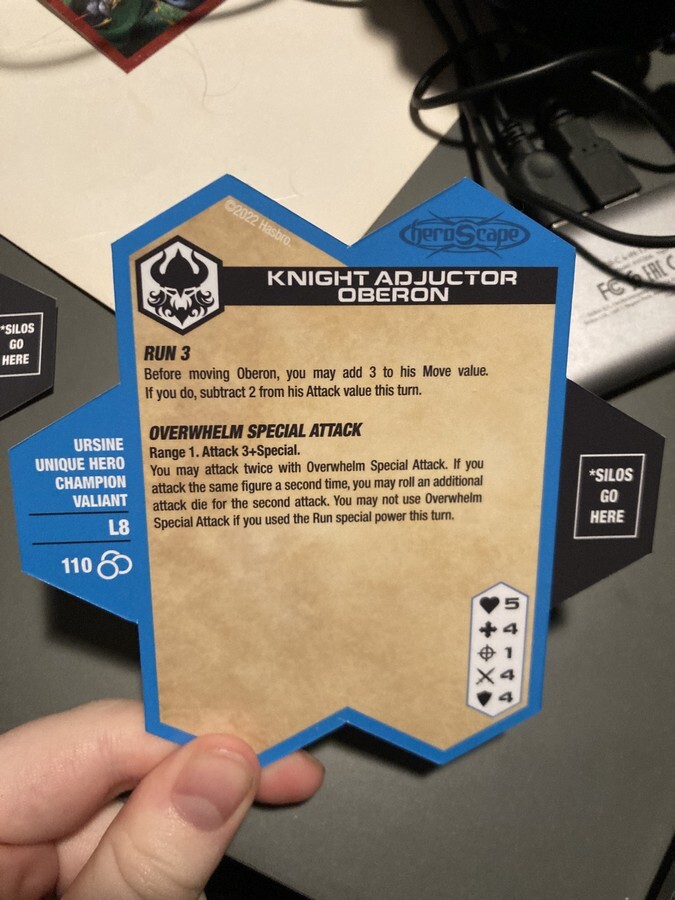 ©2022 Hasbro.
heroScape
KNIGHT ADJUCTOR
OBERON
RUN 3
Before moving Oberon, you may add 3 to his Move value.
If you do, subtract 2 from his Attack value this turn.
OVERWHELM SPECIAL ATTACK
Range 1. Attack 3+Special.
You may attack twice with Overwhelm Special Attack. If you
attack the same figure a second time, you may roll an additional
attack die for the second attack. You may not use Overwhelm
Special Attack if you used the Run special power this turn.
URSINE
UNIQUE HERO
CHAMPION
VALIANT
L8
110
5
4
1
4
4
*SILOS
GO
HERE
*SILOS
GO
HERE
FC CE EAC